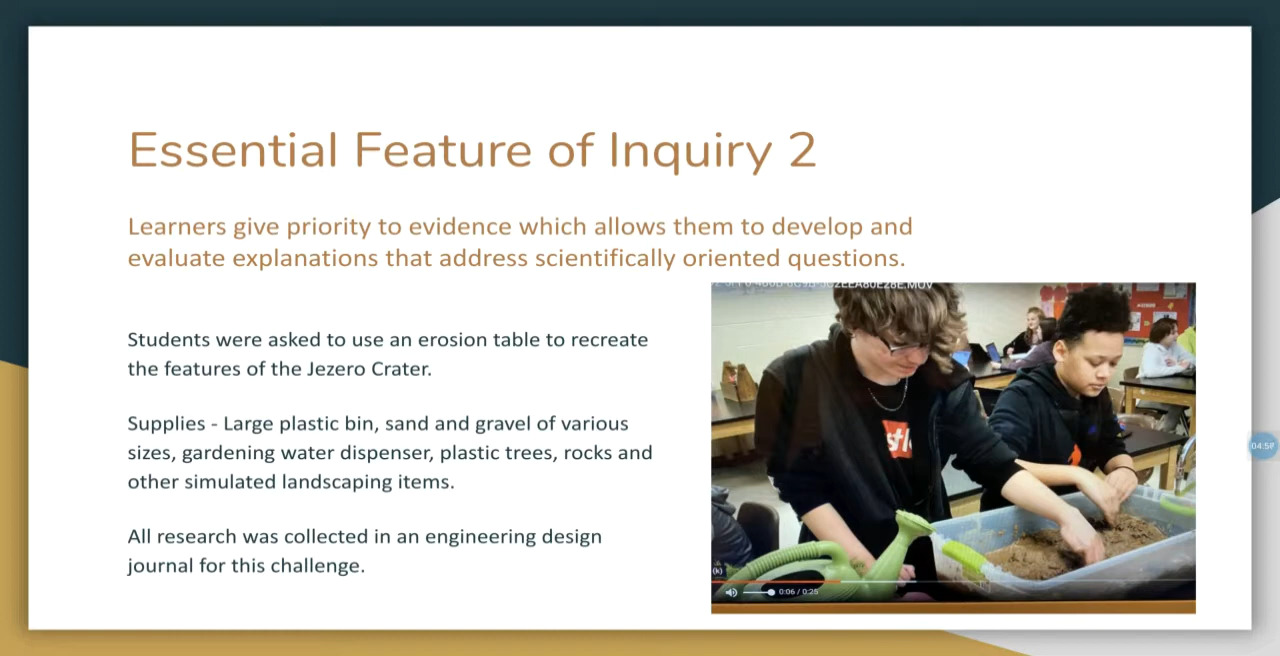 Essential Feature of Inquiry 2
Learners give priority to evidence which allows them to develop and
evaluate explanations that address scientifically oriented questions.
Students were asked to use an erosion table to recreate
the features of the Jezero Crater.
Supplies - Large plastic bin, sand and gravel of various
sizes, gardening water dispenser, plastic trees, rocks and
other simulated landscaping items.
All research was collected in an engineering design
journal for this challenge.
(k)
0:06 / 0:25